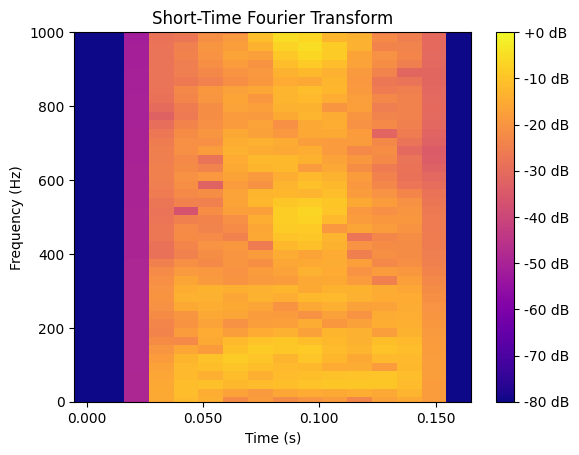 Short-Time Fourier Transform
1000
800
600
400
200
0
Frequency (Hz)
0.000
0.050
0.100
0.150
Time (s)
+0 dB
-10 dB
-20 dB
-30 dB
-40 dB
-50 dB
-60 dB
-70 dB
-80 dB